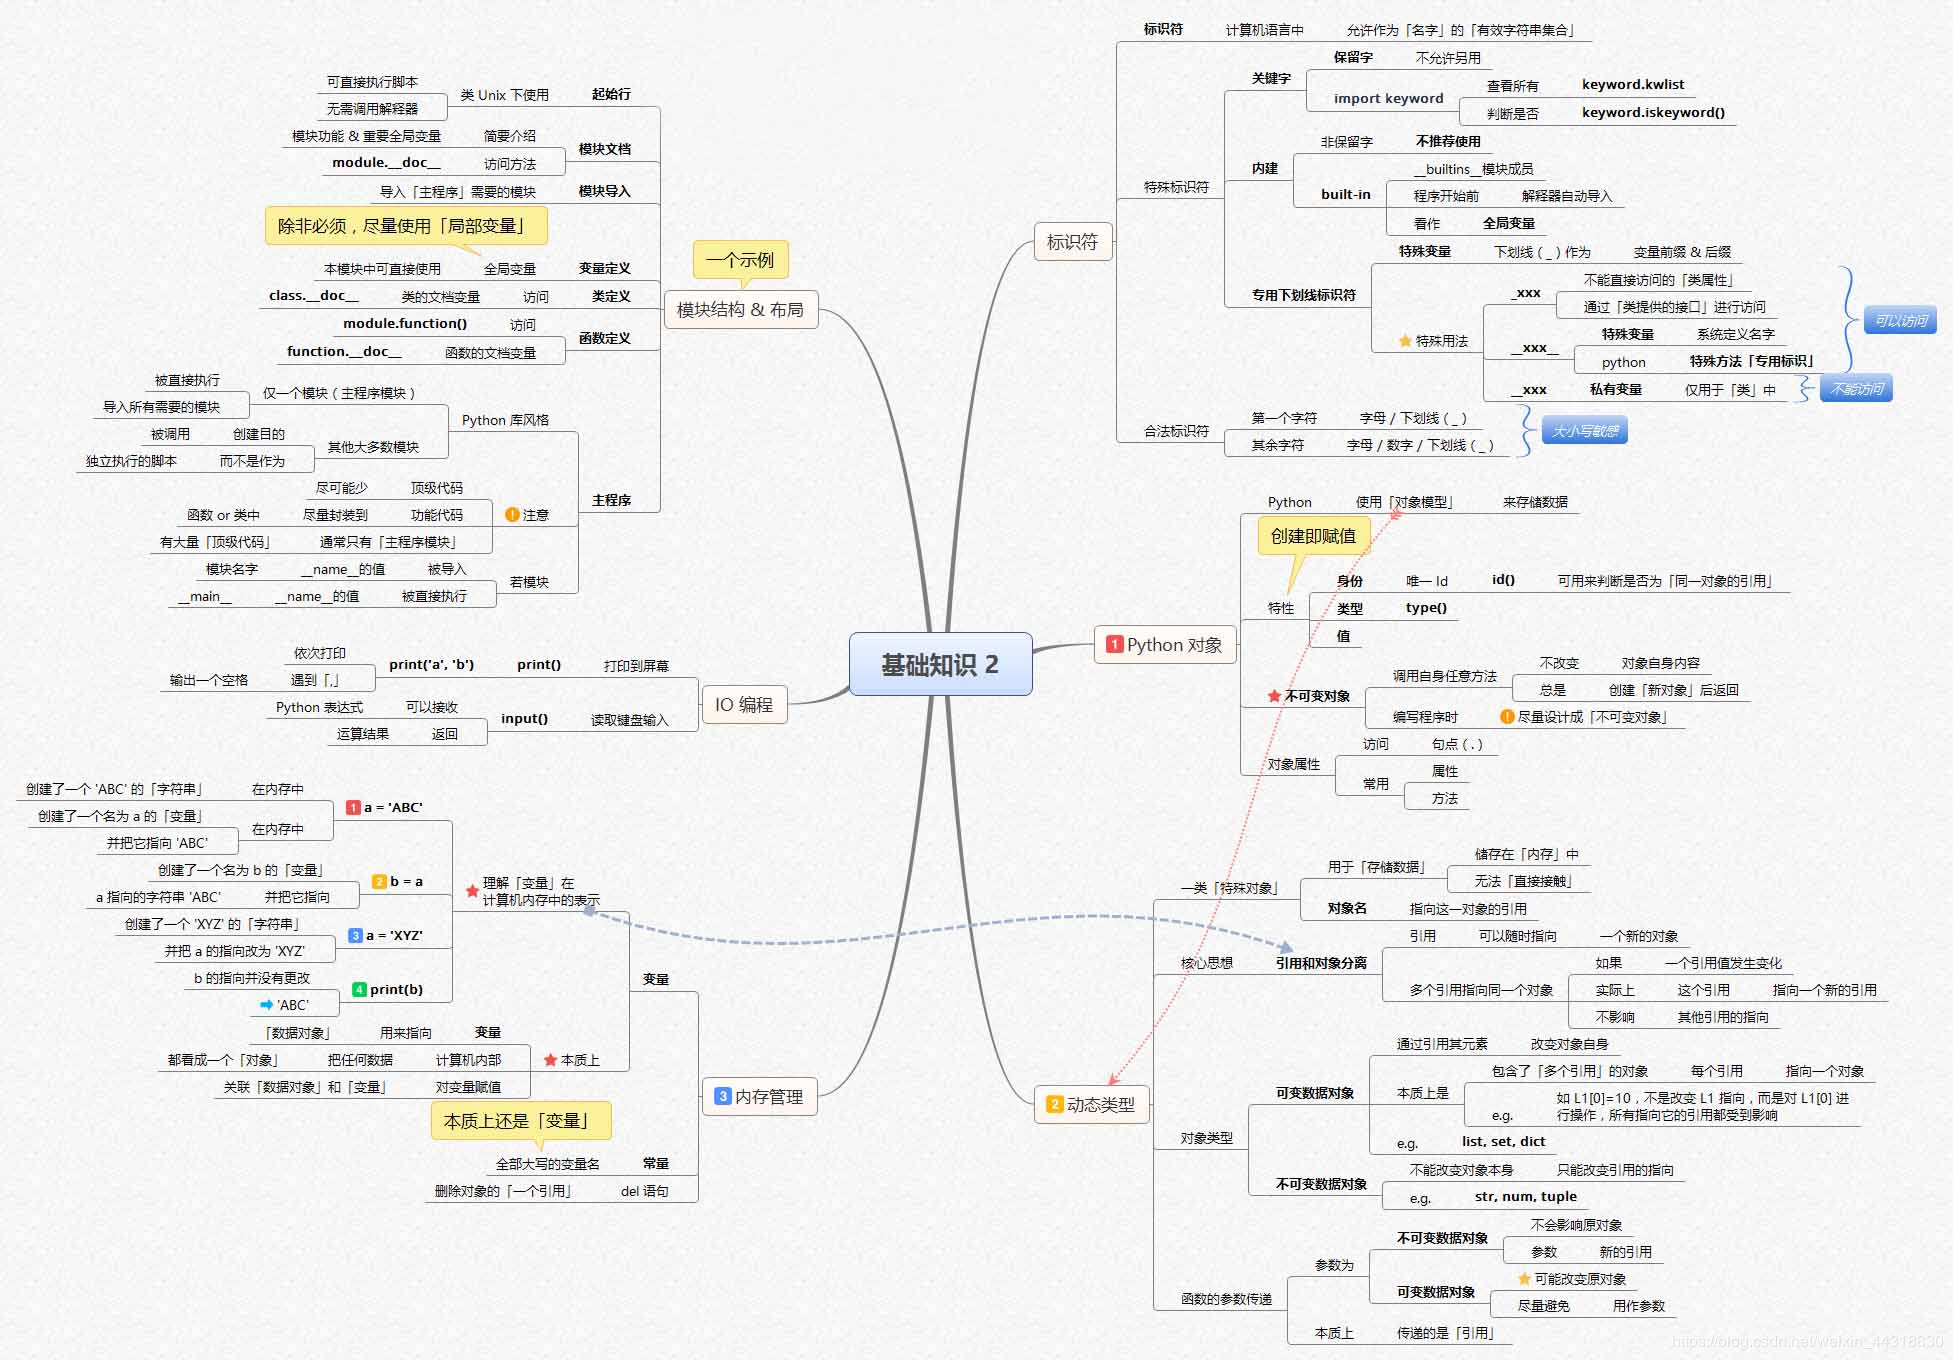 基础知识 2
标识符
标识符 计算机语言中 允许作为「名字」的「有效字符串集合」
特殊标识符
关键字
保留字 不允许另用
import keyword
查看所有 keyword.kwlist
判断是否 keyword.iskeyword()
内建
非保留字 不推荐使用
built-in
__builtins__模块成员
程序开始前 解释器自动导入
看作 全局变量
专用下划线标识符
特殊变量 下划线 ( _ ) 作为 变量前缀 & 后缀
特殊用法
_xxx
不能直接访问的「类属性」
通过「类提供的接口」进行访问
__xxx__
特殊变量 系统定义名字
python 特殊方法「专用标识」
__xxx 私有变量 仅用于「类」中
可以访问
不能访问
合法标识符
第一个字符 字母 / 下划线 ( _ )
其余字符 字母 / 数字 / 下划线 ( _ )
大小写敏感
1 Python 对象
Python 使用「对象模型」 来存储数据
创建即赋值
特性
身份 唯一 Id id() 可用来判断是否为「同一对象的引用」
类型 type()
值
不可变对象
调用自身任意方法
不改变 对象自身内容
总是 创建「新对象」后返回
编写程序时 尽量设计成「不可变对象」
对象属性
访问 句点 ( . )
常用
属性
方法
2 动态类型
一类「特殊对象」
用于「存储数据」
储存在「内存」中
无法「直接接触」
对象名 指向这一对象的引用
核心思想 引用和对象分离
引用 可以随时指向 一个新的对象
多个引用指向同一个对象
如果 一个引用值发生变化
实际上 这个引用 指向一个新的引用
不影响 其他引用的指向
对象类型
可变数据对象
通过引用其元素 改变对象自身
本质上是
包含了「多个引用」的对象 每个引用 指向一个对象
e.g.
如 L1[0]=10，不是改变 L1 指向，而是对 L1[0] 进
行操作，所有指向它的引用都受到影响
e.g. list, set, dict
不可变数据对象
不能改变对象本身 只能改变引用的指向
e.g. str, num, tuple
函数的参数传递
参数为
不可变数据对象
不会影响原对象
参数 新的引用
可变数据对象
可能改变原对象
尽量避免 用作参数
本质上 传递的是「引用」
一个示例
模块结构 & 布局
可直接执行脚本
无需调用解释器
类 Unix 下使用 起始行
模块功能 & 重要全局变量 简要介绍
module.__doc__ 访问方法
模块文档
导入「主程序」需要的模块 模块导入
除非必须，尽量使用「局部变量」
本模块中可直接使用 全局变量 变量定义
class.__doc__ 类的文档变量 访问 类定义
module.function() 访问
function.__doc__ 函数的文档变量
函数定义
被直接执行
导入所有需要的模块
仅一个模块 ( 主程序模块 )
Python 库风格
被调用 创建目的
独立执行的脚本 而不是作为
其他大多数模块
主程序
尽可能少 顶级代码
函数 or 类中 尽量封装到 功能代码
有大量「顶级代码」 通常只有「主程序模块」
注意
模块名字 __name__的值 被导入
__main__ __name__的值 被直接执行
若模块
IO 编程
依次打印
输出一个空格 遇到「,」
print('a', 'b') print() 打印到屏幕
Python 表达式 可以接收
运算结果 返回
input() 读取键盘输入
3 内存管理
创建了一个 'ABC' 的「字符串」 在内存中
创建了一个名为 a 的「变量」
并把它指向 'ABC'
在内存中
1 a = 'ABC'
创建了一个名为 b 的「变量」
a 指向的字符串 'ABC' 并把它指向
2 b = a
创建了一个 'XYZ' 的「字符串」
并把 a 的指向改为 'XYZ'
3 a = 'XYZ'
b 的指向并没有更改
'ABC'
4 print(b)
理解「变量」在
计算机内存中的表示
变量
「数据对象」 用来指向 变量
都看成一个「对象」 把任何数据 计算机内部
关联「数据对象」和「变量」 对变量赋值
本质上
本质上还是「变量」
全部大写的变量名 常量
删除对象的「一个引用」 del 语句
https://blog.csdn.net/weixin_44318830